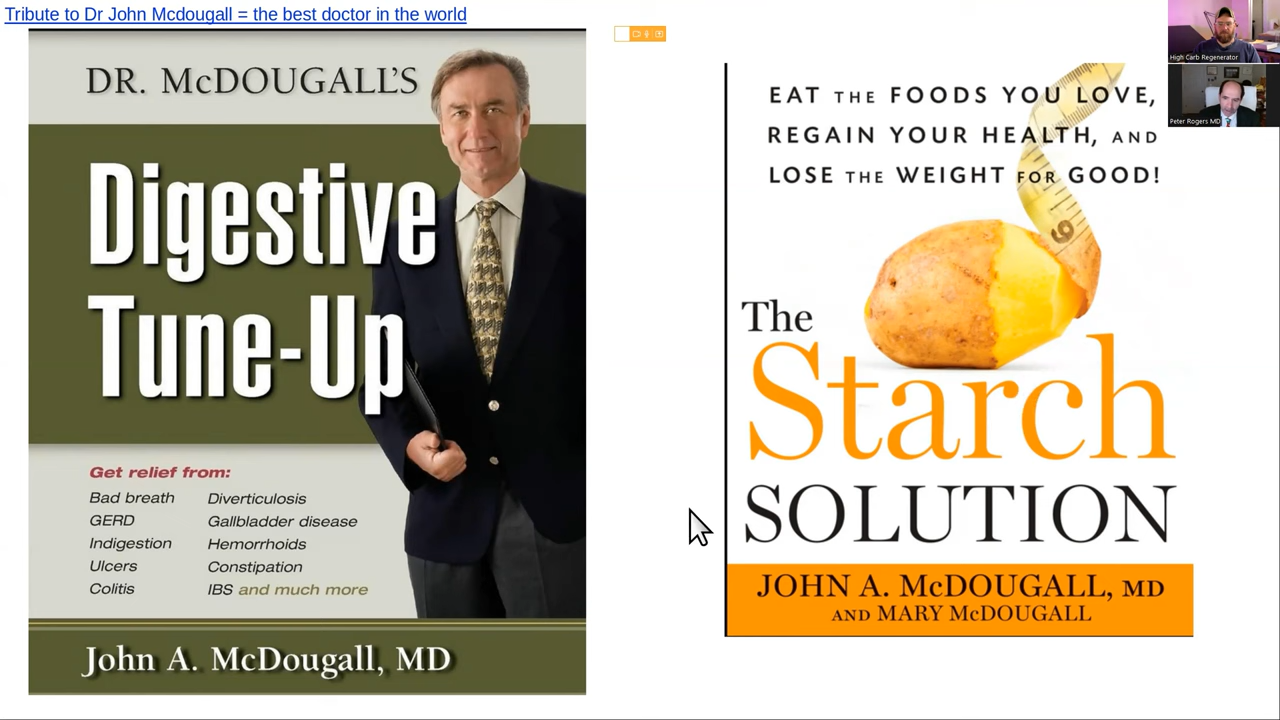 Tribute to Dr John Mcdougall = the best doctor in the world
DR. McDOUGALL'S
Digestive
Tune-Up
Get relief from:
Bad breath
GERD
Indigestion
Ulcers
Colitis
Diverticulosis
Gallbladder disease
Hemorrhoids
Constipation
IBS and much more
John A. McDougall, MD
EAT THE FOODS YOU LOVE,
REGAIN YOUR HEALTH, AND
LOSE THE WEIGHT FOR GOOD!
9
The
Starch
SOLUTION
JOHN A. McDOUGALL, MD
AND MARY McDOUGALL
High Carb Regenerator
Peter Rogers MD